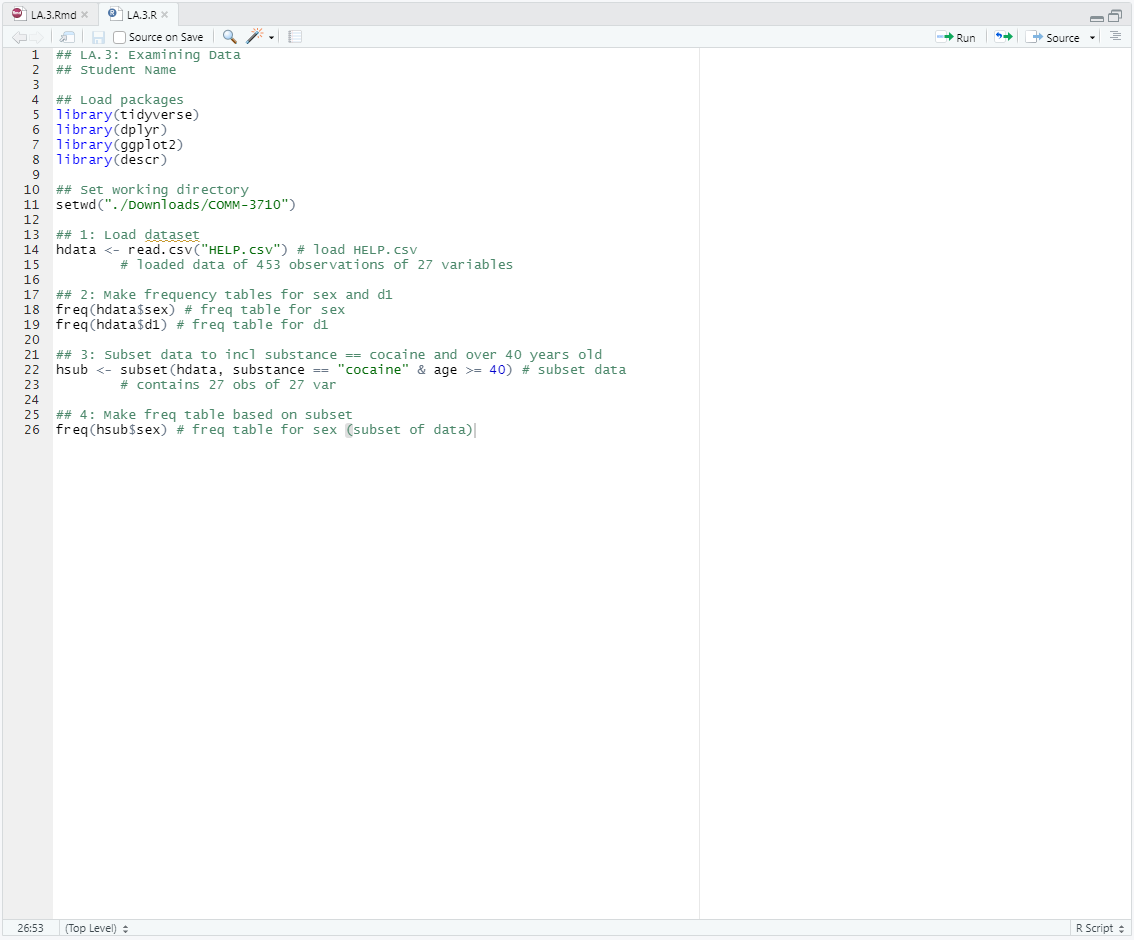 LA.3.Rmd LA.3.R
Source on Save Run Source
1 ## LA.3: Examining Data
2 ## Student Name
3
4 ## Load packages
5 library(tidyverse)
6 library(dplyr)
7 library(ggplot2)
8 library(descr)
9
10 ## Set working directory
11 setwd("./Downloads/COMM-3710")
12
13 ## 1: Load dataset
14 hdata <- read.csv("HELP.csv") # load HELP.csv
15 # loaded data of 453 observations of 27 variables
16
17 ## 2: Make frequency tables for sex and d1
18 freq(hdata$sex) # freq table for sex
19 freq(hdata$d1) # freq table for d1
20
21 ## 3: Subset data to incl substance == cocaine and over 40 years old
22 hsub <- subset(hdata, substance == "cocaine" & age >= 40) # subset data
23 # contains 27 obs of 27 var
24
25 ## 4: Make freq table based on subset
26 freq(hsub$sex) # freq table for sex (subset of data)
26:53 (Top Level) R Script